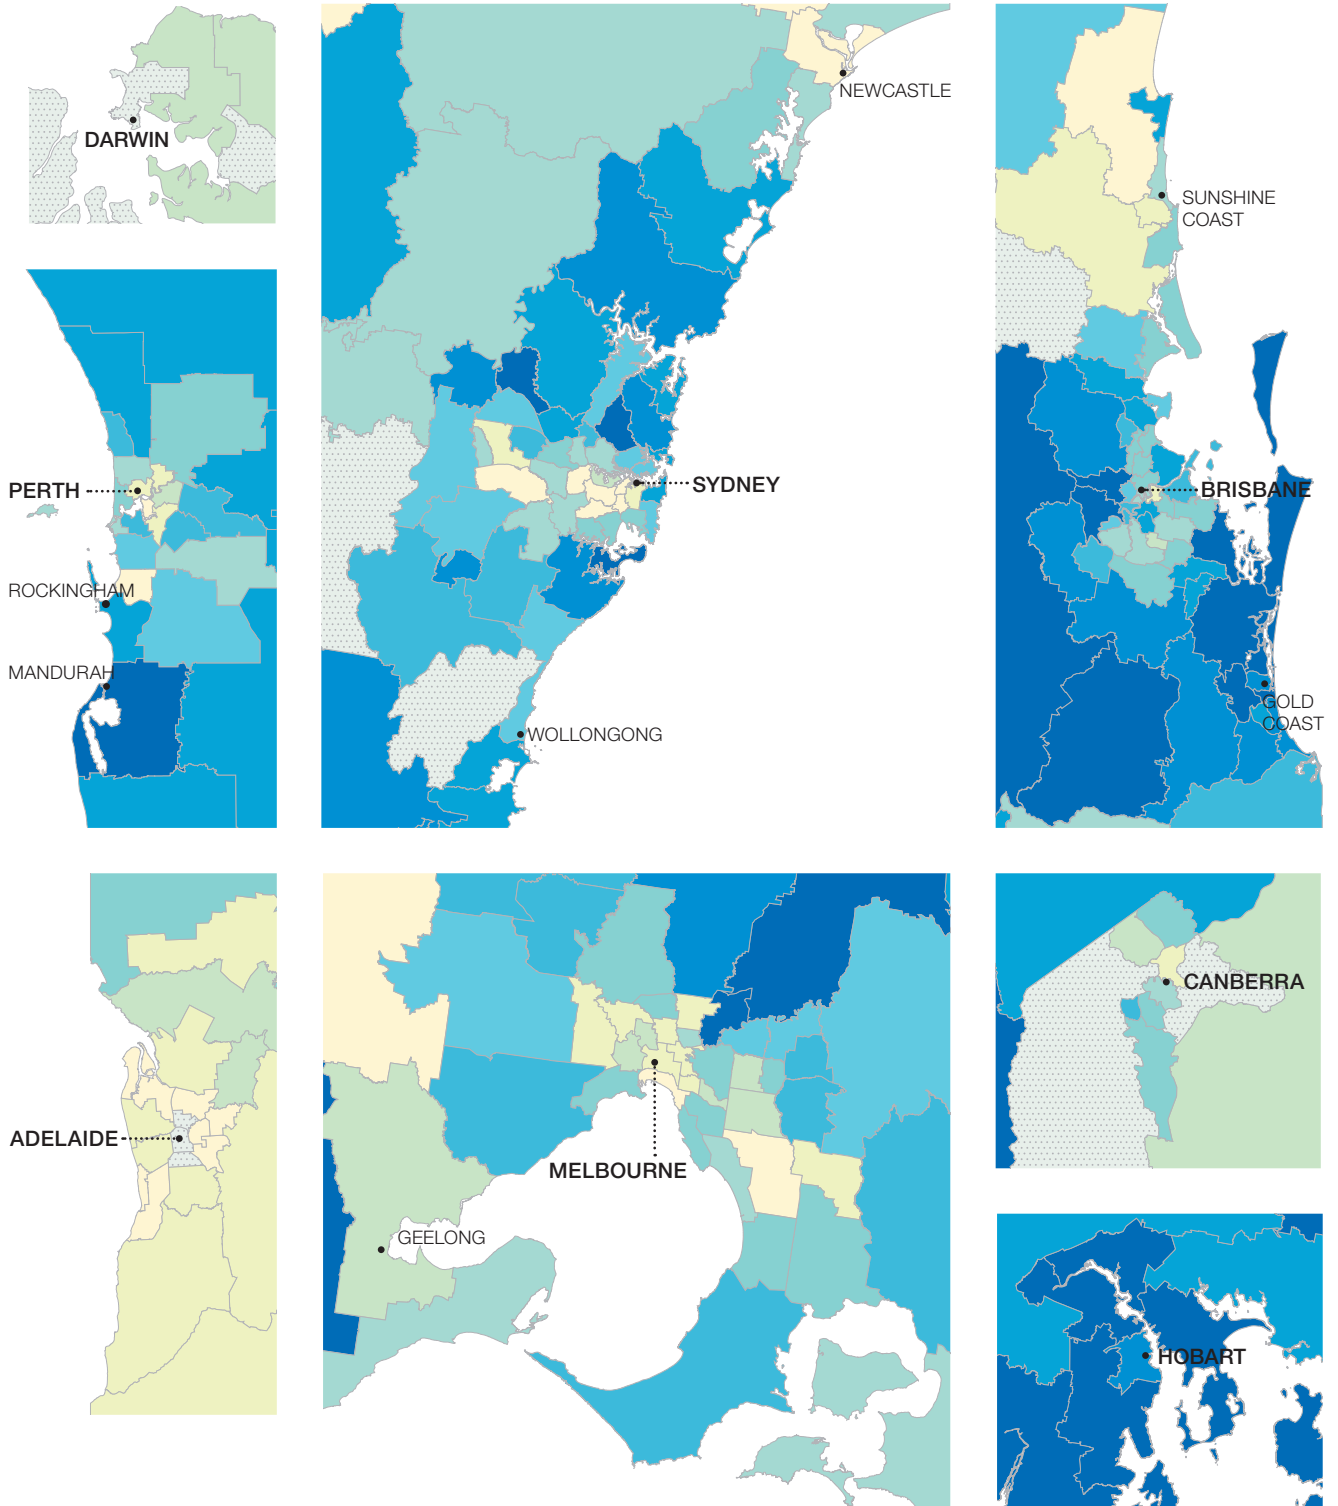 DARWIN
NEWCASTLE
SUNSHINE
COAST
PERTH
SYDNEY
BRISBANE
ROCKINGHAM
MANDURAH
WOLLONGONG
GOLD
COAST
CANBERRA
ADELAIDE
MELBOURNE
GEELONG
HOBART